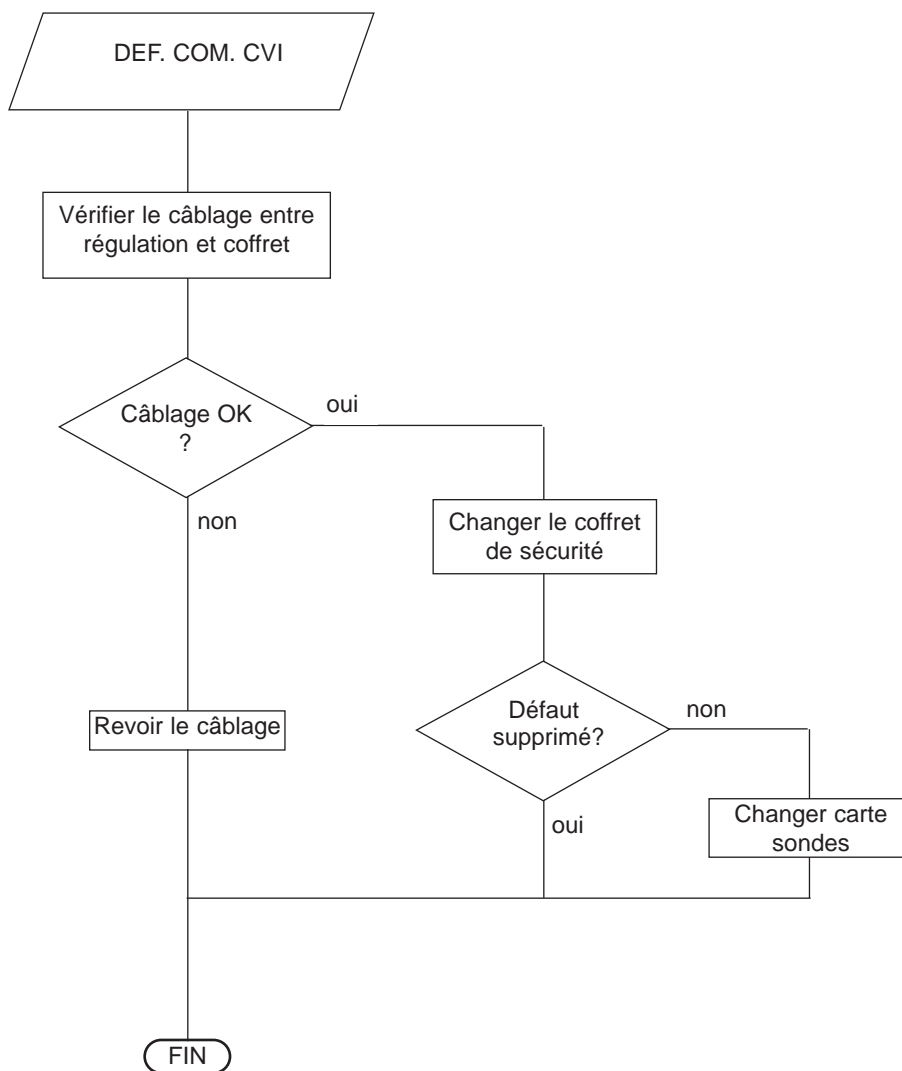 DEF. COM. CVI
Vérifier le câblage entre
régulation et coffret
Câblage OK
?
oui
non
Changer le coffret
de sécurité
Revoir le câblage
Défaut
supprimé?
non
oui
Changer carte
sondes
FIN